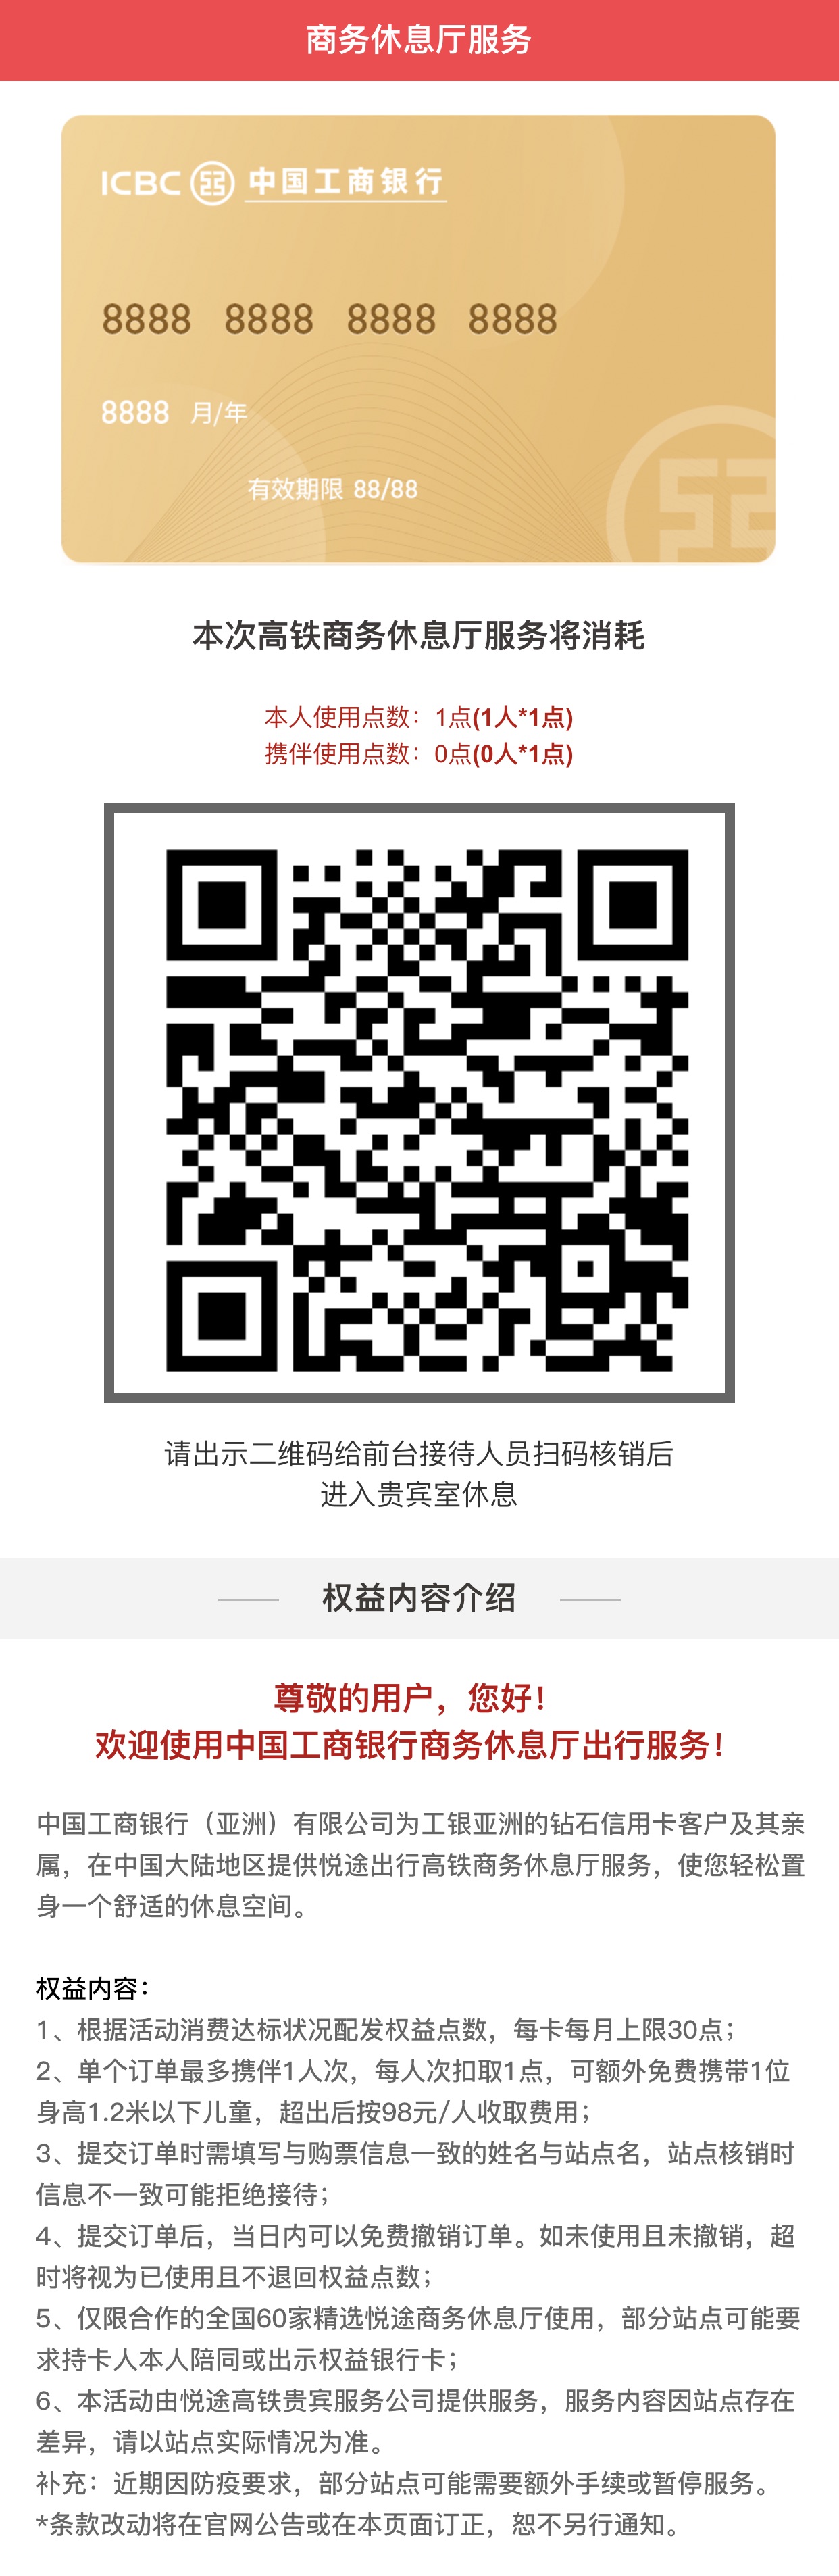 商务休息厅服务
ICBC 中国工商银行
8888 8888 8888 8888
8888 月/年
有效期限 88/88
本次高铁商务休息厅服务将消耗
本人使用点数：1点(1人*1点)
携伴使用点数：0点(0人*1点)
请出示二维码给前台接待人员扫码核销后
进入贵宾室休息
权益内容介绍
尊敬的用户，您好！
欢迎使用中国工商银行商务休息厅出行服务！
中国工商银行（亚洲）有限公司为工银亚洲的钻石信用卡客户及其亲
属，在中国大陆地区提供悦途出行高铁商务休息厅服务，使您轻松置
身一个舒适的休息空间。
权益内容：
1、根据活动消费达标状况配发权益点数，每卡每月上限30点；
2、单个订单最多携伴1人次，每人次扣取1点，可额外免费携带1位
身高1.2米以下儿童，超出后按98元/人收取费用；
3、提交订单时需填写与购票信息一致的姓名与站点名，站点核销时
信息不一致可能拒绝接待；
4、提交订单后，当日内可以免费撤销订单。如未使用且未撤销，超
时将视为已使用且不退回权益点数；
5、仅限合作的全国60家精选悦途商务休息厅使用，部分站点可能要
求持卡人本人陪同或出示权益银行卡；
6、本活动由悦途高铁贵宾服务公司提供服务，服务内容因站点存在
差异，请以站点实际情况为准。
补充：近期因防疫要求，部分站点可能需要额外手续或暂停服务。
*条款改动将在官网公告或在本页面订正，恕不另行通知。